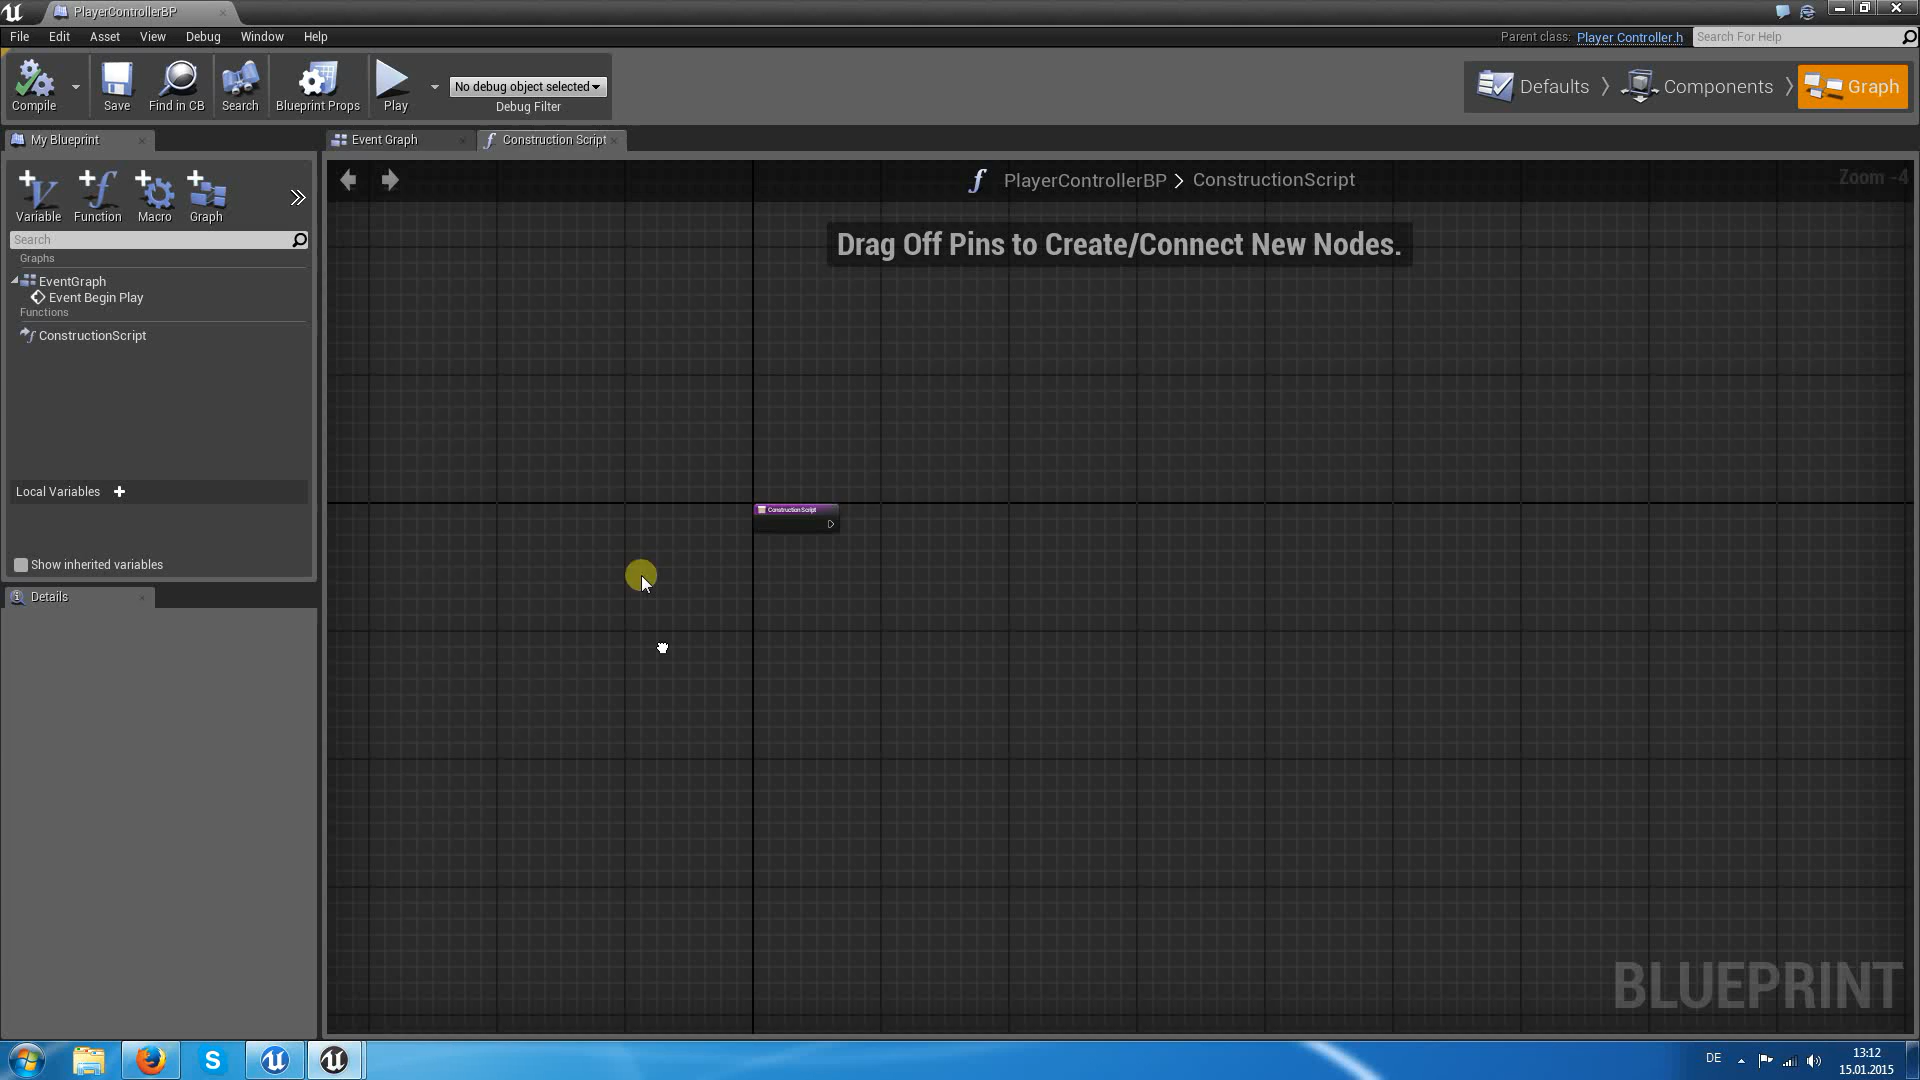 PlayerControllerBP
File Edit Asset View Debug Window Help
Parent class: Player Controller.h Search For Help
Compile Save Find in CB Search Blueprint Props Play
No debug object selected
Debug Filter
Defaults Components Graph
My Blueprint
Event Graph Construction Script
Variable Function Macro Graph
PlayerControllerBP > ConstructionScript
Zoom -4
Search
Drag Off Pins to Create/Connect New Nodes.
Graphs
EventGraph
Event Begin Play
Functions
ConstructionScript
Local Variables
Construction Script
Show inherited variables
Details
BLUEPRINT
DE
13:12
15.01.2015